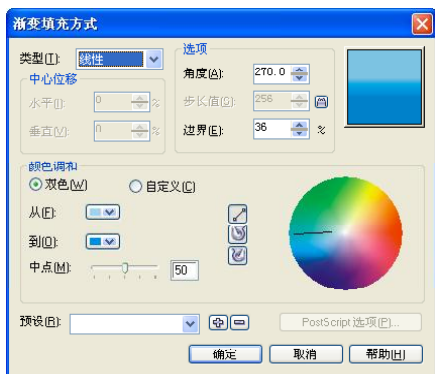 渐变填充方式
类型(T): 线性
选项
中心位移
水平(I): 0 %
垂直(V): 0 %
角度(A): 270.0
步长值(S): 256
边界(E): 36 %
颜色调和
双色(W) 自定义(C)
从(F):
到(O):
中点(M): 50
预设(R):
PostScript 选项(P)...
确定 取消 帮助(H)